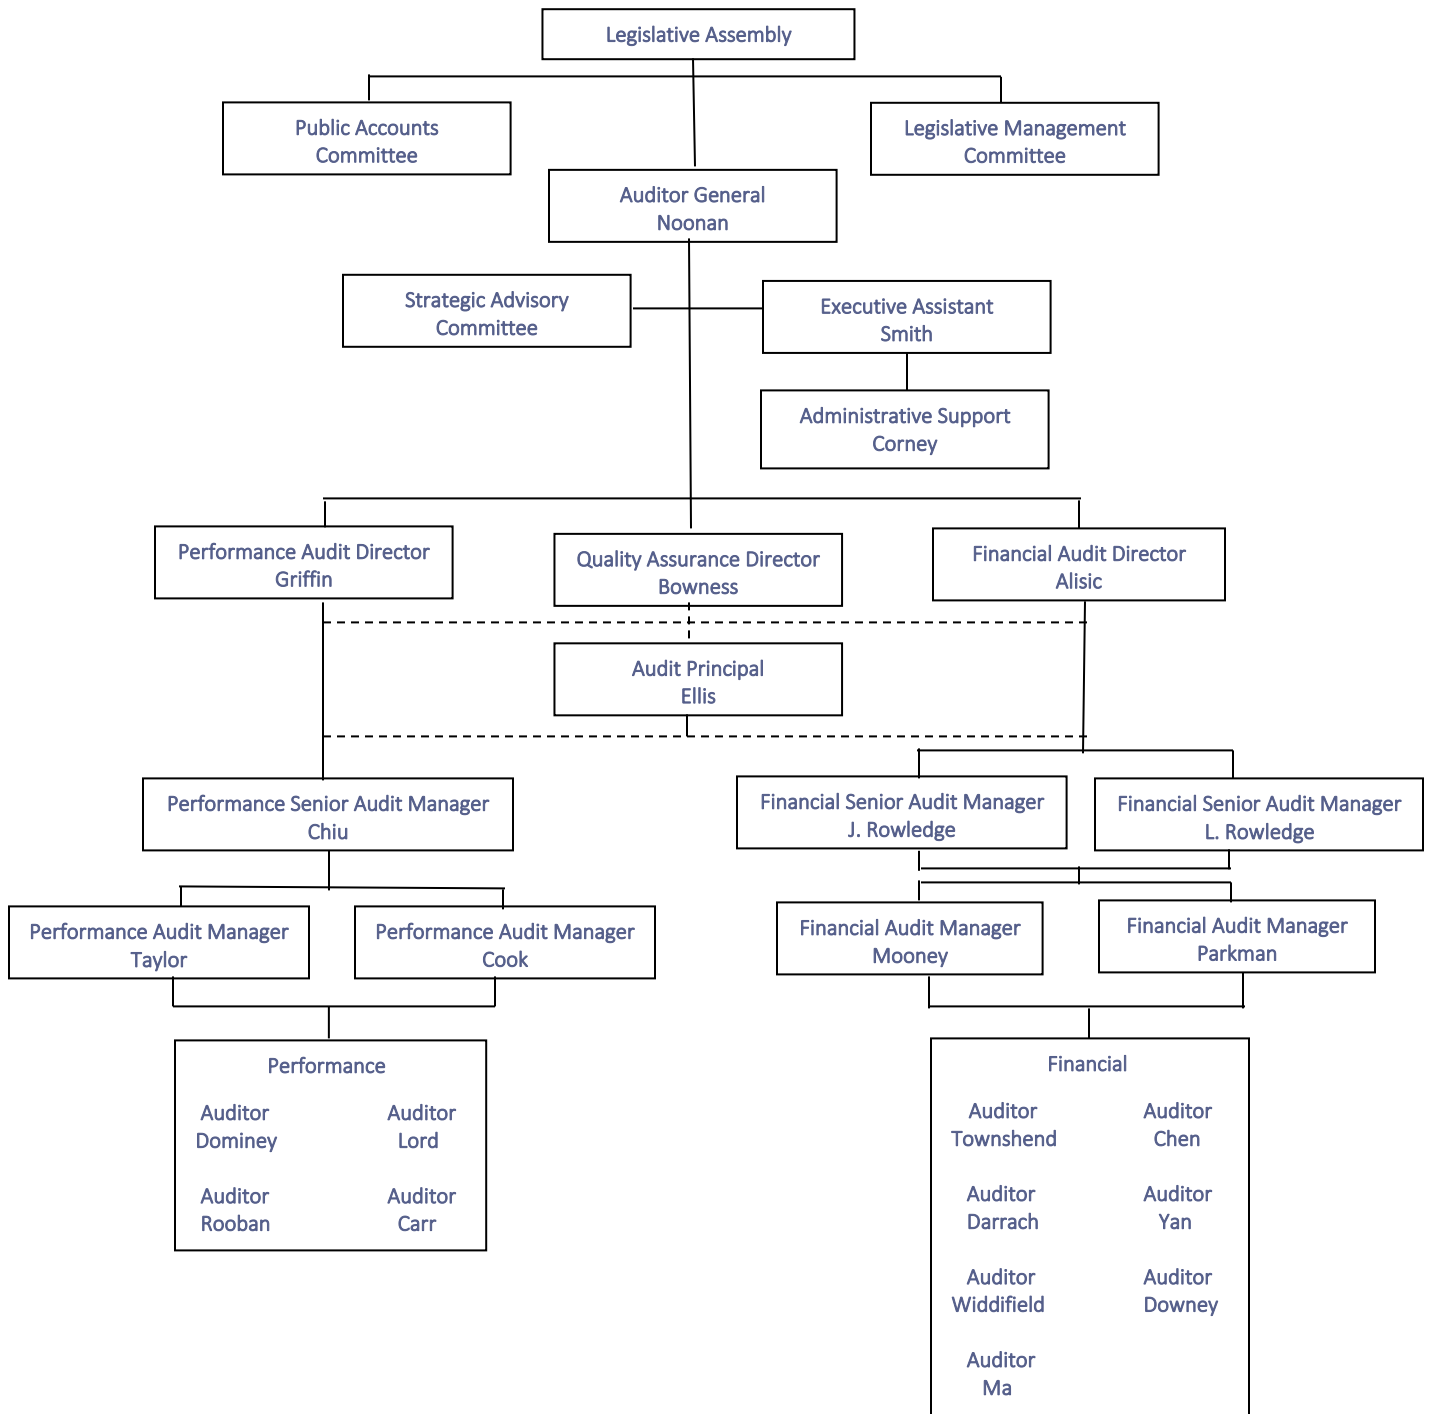 Legislative Assembly
Public Accounts
Committee
Legislative Management
Committee
Auditor General
Noonan
Strategic Advisory
Committee
Executive Assistant
Smith
Administrative Support
Corney
Performance Audit Director
Griffin
Quality Assurance Director
Bowness
Financial Audit Director
Alisic
Audit Principal
Ellis
Performance Senior Audit Manager
Chiu
Financial Senior Audit Manager
J. Rowledge
Financial Senior Audit Manager
L. Rowledge
Performance Audit Manager
Taylor
Performance Audit Manager
Cook
Financial Audit Manager
Mooney
Financial Audit Manager
Parkman
Performance
Auditor Auditor
Dominey Lord
Auditor Auditor
Rooban Carr
Financial
Auditor Auditor
Townshend Chen
Auditor Auditor
Darrach Yan
Auditor Auditor
Widdifield Downey
Auditor
Ma